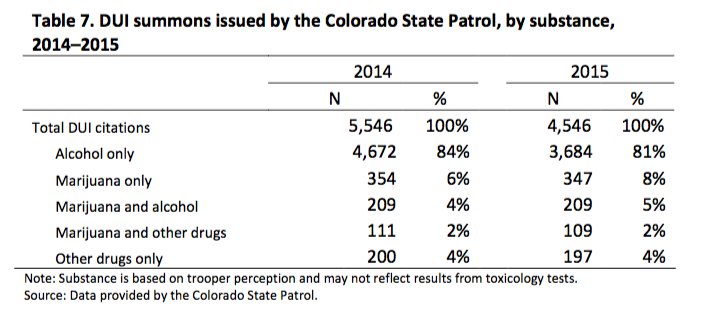 Table 7. DUI summons issued by the Colorado State Patrol, by substance,
2014–2015
2014 2015
N % N %
Total DUI citations 5,546 100% 4,546 100%
Alcohol only 4,672 84% 3,684 81%
Marijuana only 354 6% 347 8%
Marijuana and alcohol 209 4% 209 5%
Marijuana and other drugs 111 2% 109 2%
Other drugs only 200 4% 197 4%
Note: Substance is based on trooper perception and may not reflect results from toxicology tests.
Source: Data provided by the Colorado State Patrol.